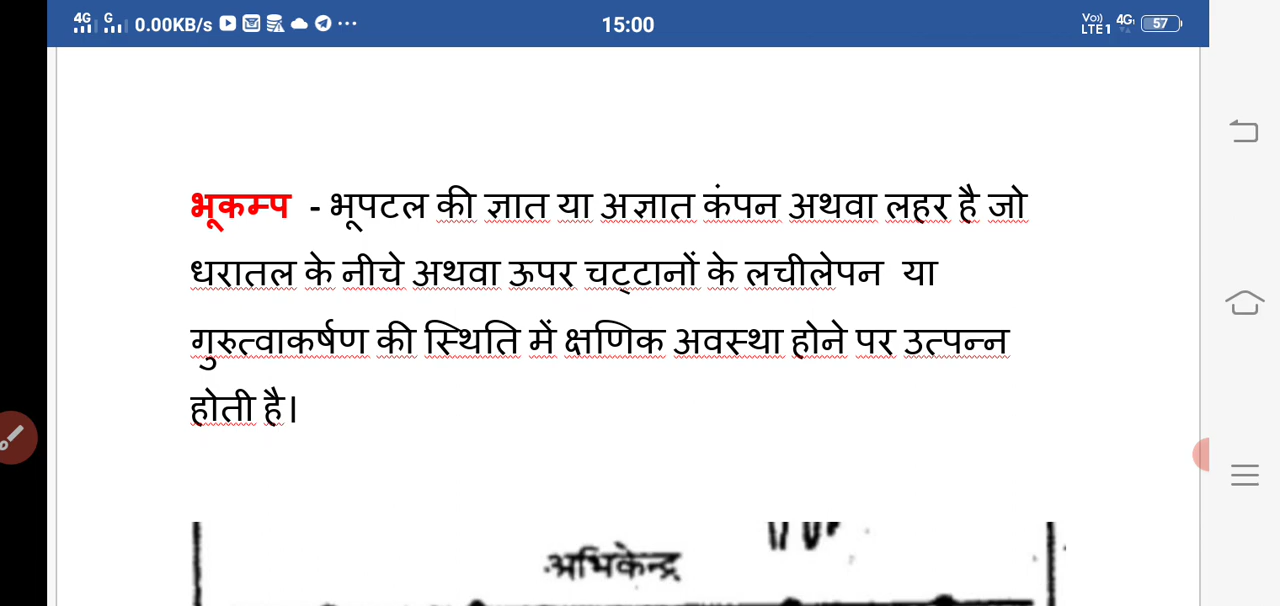 4G G 0.00KB/s ... 15:00 Vo) LTE1 4G 57
भूकम्प - भूपटल की ज्ञात या अज्ञात कंपन अथवा लहर है जो
धरातल के नीचे अथवा ऊपर चट्टानों के लचीलेपन या
गुरुत्वाकर्षण की स्थिति में क्षणिक अवस्था होने पर उत्पन्न
होती है।
अभिकेन्द्र